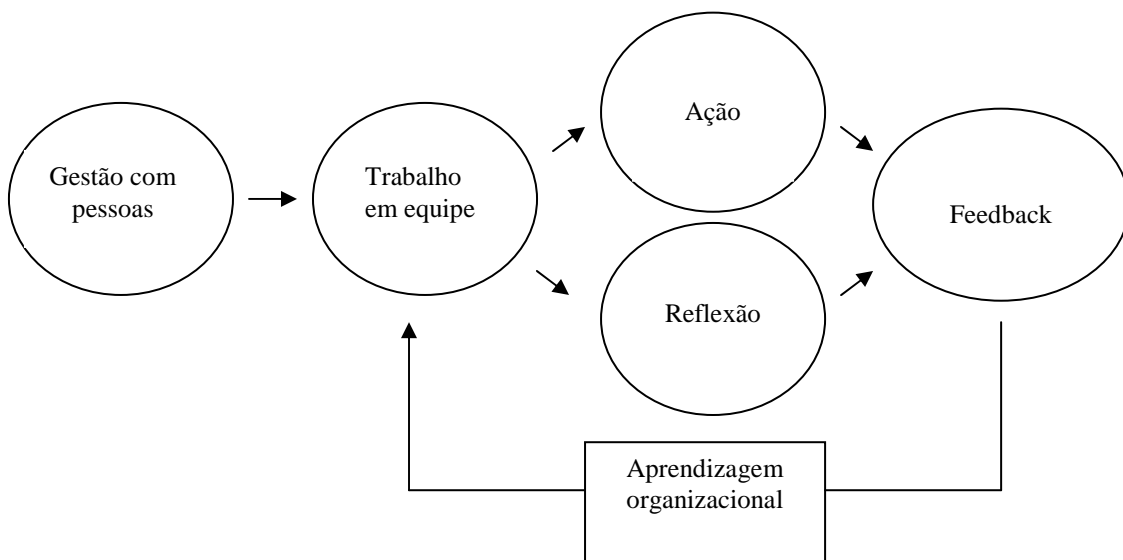 Gestão com
pessoas
Trabalho
em equipe
Ação
Reflexão
Feedback
Aprendizagem
organizacional